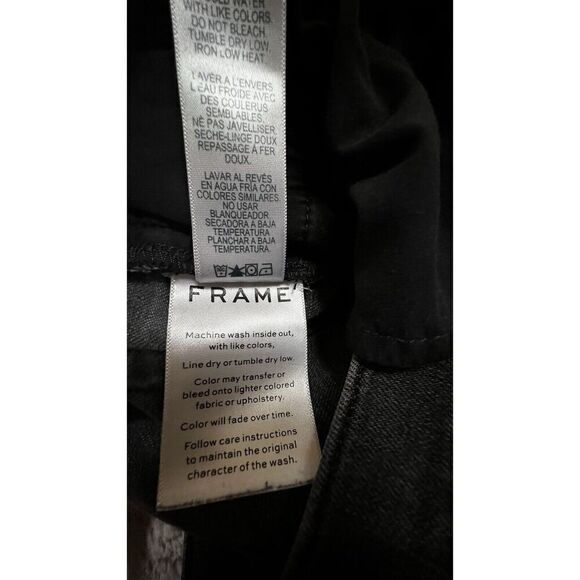 COLD WATER
WITH LIKE COLORS.
DO NOT BLEACH.
TUMBLE DRY LOW.
IRON LOW HEAT.
LAVER A L'ENVERS
L'EAU FROIDE AVEC
DES COULERUS
SEMBLABLES.
NE PAS JAVELLISER.
SECHE-LINGE DOUX
REPASSAGE À FER
DOUX.
LAVAR AL REVÉS
EN AGUA FRÍA CON
COLORES SIMILARES.
NO USAR
BLANQUEADOR
SECADORA A BAJA
TEMPERATURA
PLANCHAR A BAJA
TEMPERATURA.
FRAME
Machine wash inside out,
with like colors,
Line dry or tumble dry low.
Color may transfer or
bleed onto lighter colored
fabric or upholstery.
Color will fade over time.
Follow care instructions
to maintain the original
character of the wash.